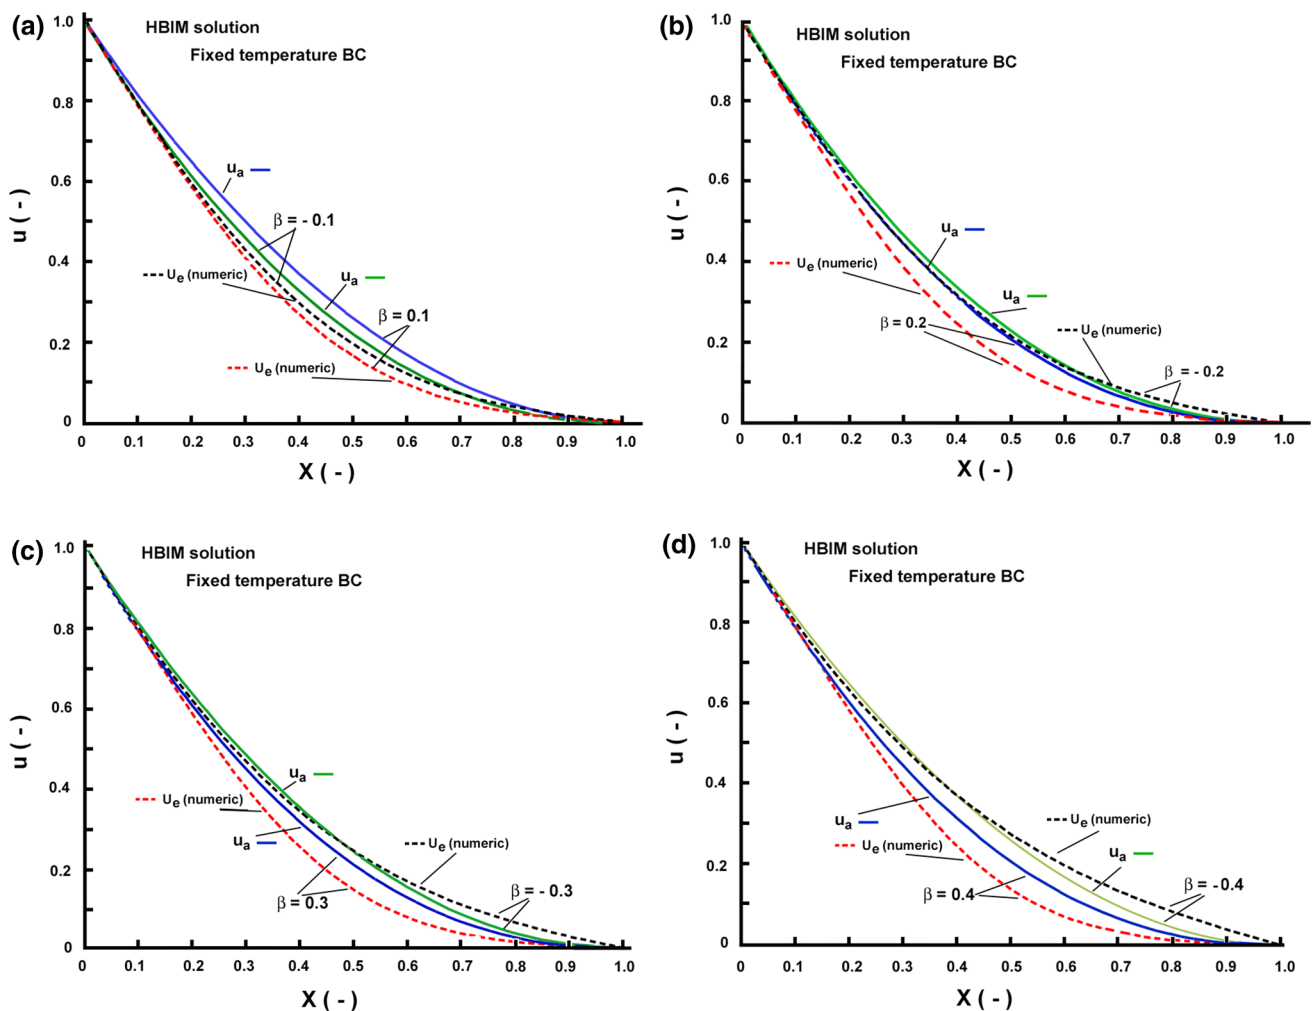 (a)
HBIM solution
Fixed temperature BC
1.0
0.8
0.6
0.4
0.2
0
u ( - )
ua
β = - 0.1
Ue (numeric)
ua
β = 0.1
Ue (numeric)
0 0.1 0.2 0.3 0.4 0.5 0.6 0.7 0.8 0.9 1.0
X ( - )
(b)
HBIM solution
Fixed temperature BC
1.0
0.8
0.6
0.4
0.2
0
u ( - )
ua
Ue (numeric)
ua
β = 0.2
Ue (numeric)
β = - 0.2
0 0.1 0.2 0.3 0.4 0.5 0.6 0.7 0.8 0.9 1.0
X ( - )
(c)
HBIM solution
Fixed temperature BC
1.0
0.8
0.6
0.4
0.2
0
u ( - )
ua
Ue (numeric)
ua
Ue (numeric)
β = 0.3
β = - 0.3
0 0.1 0.2 0.3 0.4 0.5 0.6 0.7 0.8 0.9 1.0
X ( - )
(d)
HBIM solution
Fixed temperature BC
1.0
0.8
0.6
0.4
0.2
0
u ( - )
ua
Ue (numeric)
Ue (numeric)
ua
β = 0.4
β = - 0.4
0 0.1 0.2 0.3 0.4 0.5 0.6 0.7 0.8 0.9 1.0
X ( - )